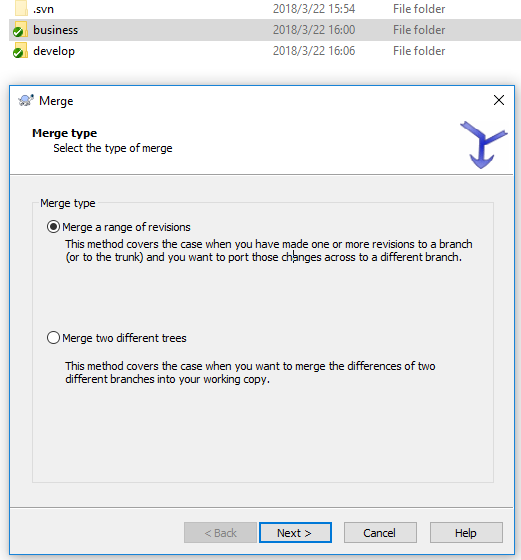 .svn 2018/3/22 15:54 File folder
business 2018/3/22 16:00 File folder
develop 2018/3/22 16:06 File folder
Merge
Merge type
Select the type of merge
Merge type
Merge a range of revisions
This method covers the case when you have made one or more revisions to a branch
(or to the trunk) and you want to port those changes across to a different branch.
Merge two different trees
This method covers the case when you want to merge the differences of two
different branches into your working copy.
< Back Next > Cancel Help